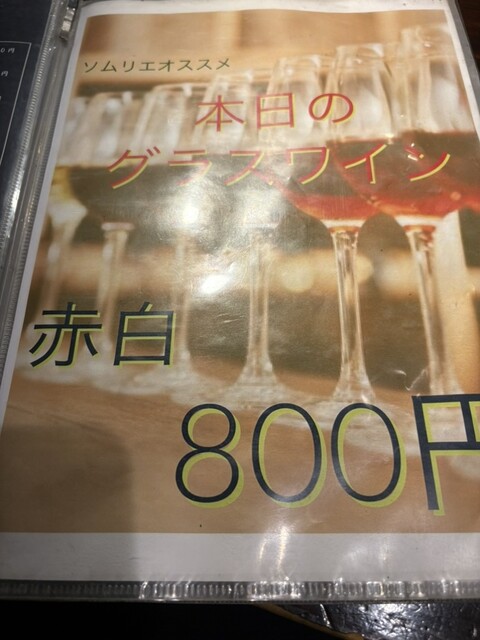 ソムリエオススメ
本日の
グラスワイン
赤白
800円